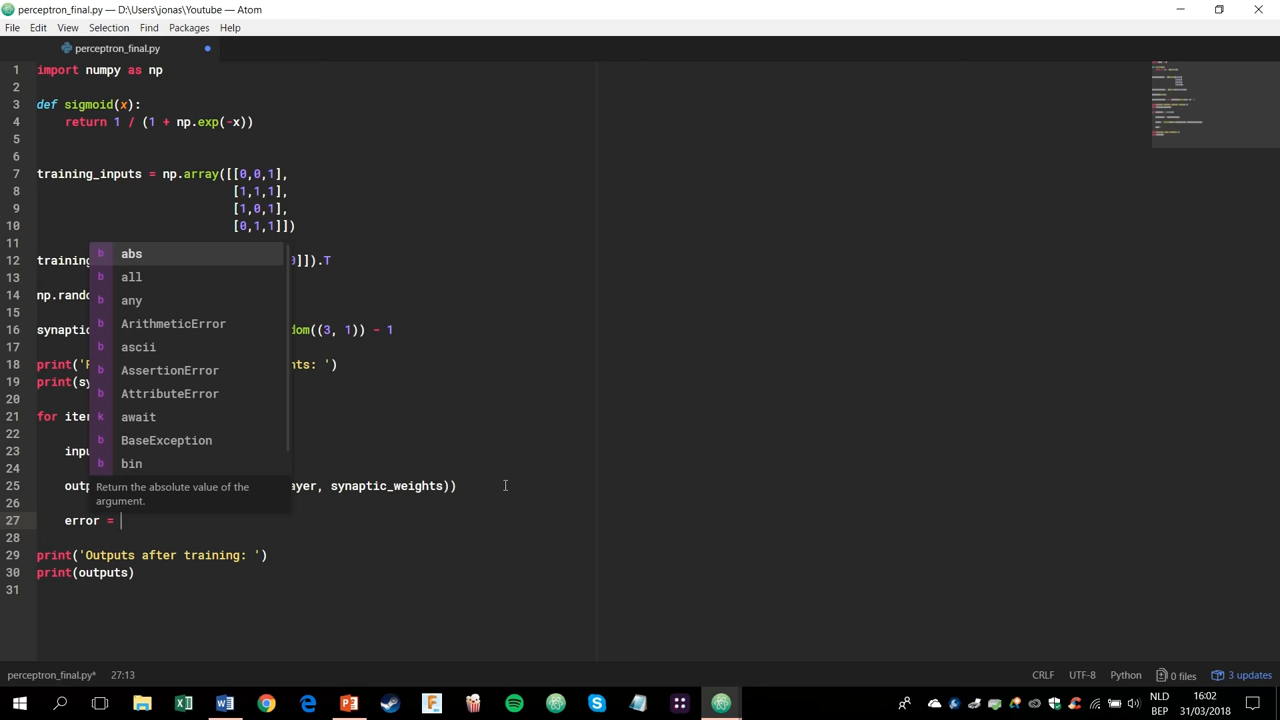 perceptron_final.py — D:\Users\jonas\Youtube — Atom
File Edit View Selection Find Packages Help
perceptron_final.py
1 import numpy as np
2
3 def sigmoid(x):
4 return 1 / (1 + np.exp(-x))
5
6
7 training_inputs = np.array([[0,0,1],
8 [1,1,1],
9 [1,0,1],
10 [0,1,1]])
11
abs
12 training 0]]).T
13
all
14 np.rando
any
15
16 synaptic dom((3, 1)) - 1
ArithmeticError
17
ascii
18 print('P hts: ')
AssertionError
19 print(sy
AttributeError
20
21 for iter
await
22
BaseException
23 inpu
24
bin
25 outp ayer, synaptic_weights))
Return the absolute value of the
argument.
26
27 error =
28
29 print('Outputs after training: ')
30 print(outputs)
31
perceptron_final.py* 27:13 CRLF UTF-8 Python 0 files 3 updates
NLD 16:02
BEP 31/03/2018